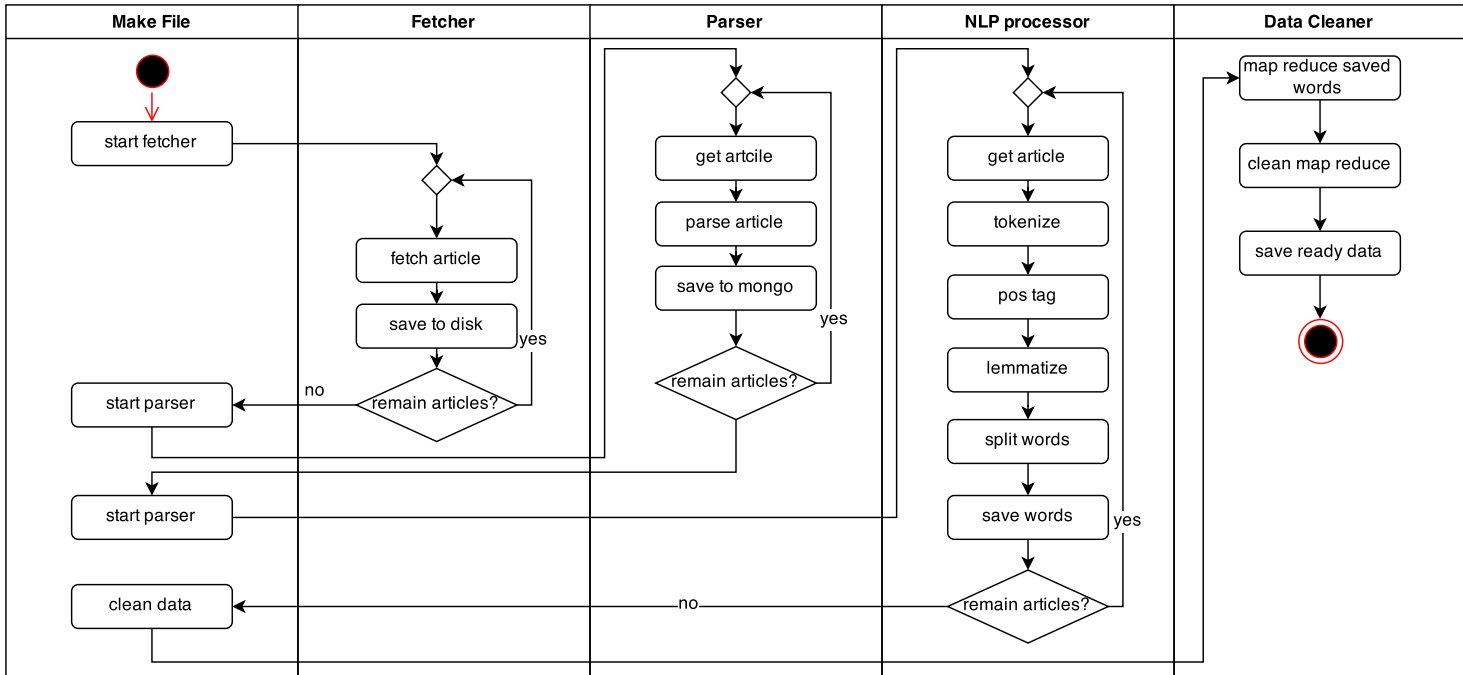 Make File
Fetcher
Parser
NLP processor
Data Cleaner
start fetcher
start parser
start parser
clean data
fetch article
save to disk
remain articles?
yes
no
get artcile
parse article
save to mongo
remain articles?
yes
get article
tokenize
pos tag
lemmatize
split words
save words
remain articles?
yes
no
map reduce saved
words
clean map reduce
save ready data